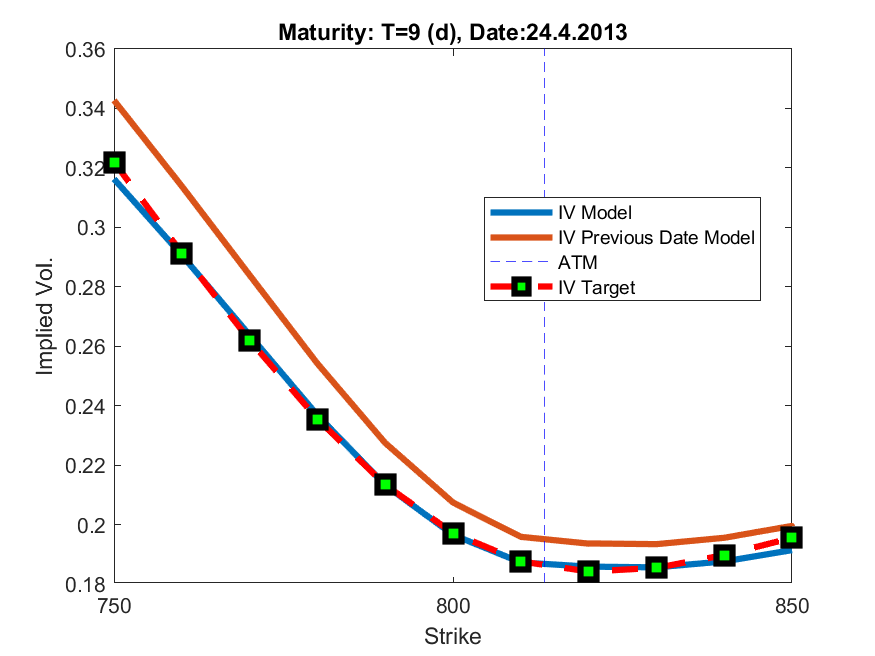 Maturity: T=9 (d), Date:24.4.2013
0.36
0.34
0.32
0.3
0.28
0.26
0.24
0.22
0.2
0.18
Implied Vol.
IV Model
IV Previous Date Model
ATM
IV Target
750
800
850
Strike